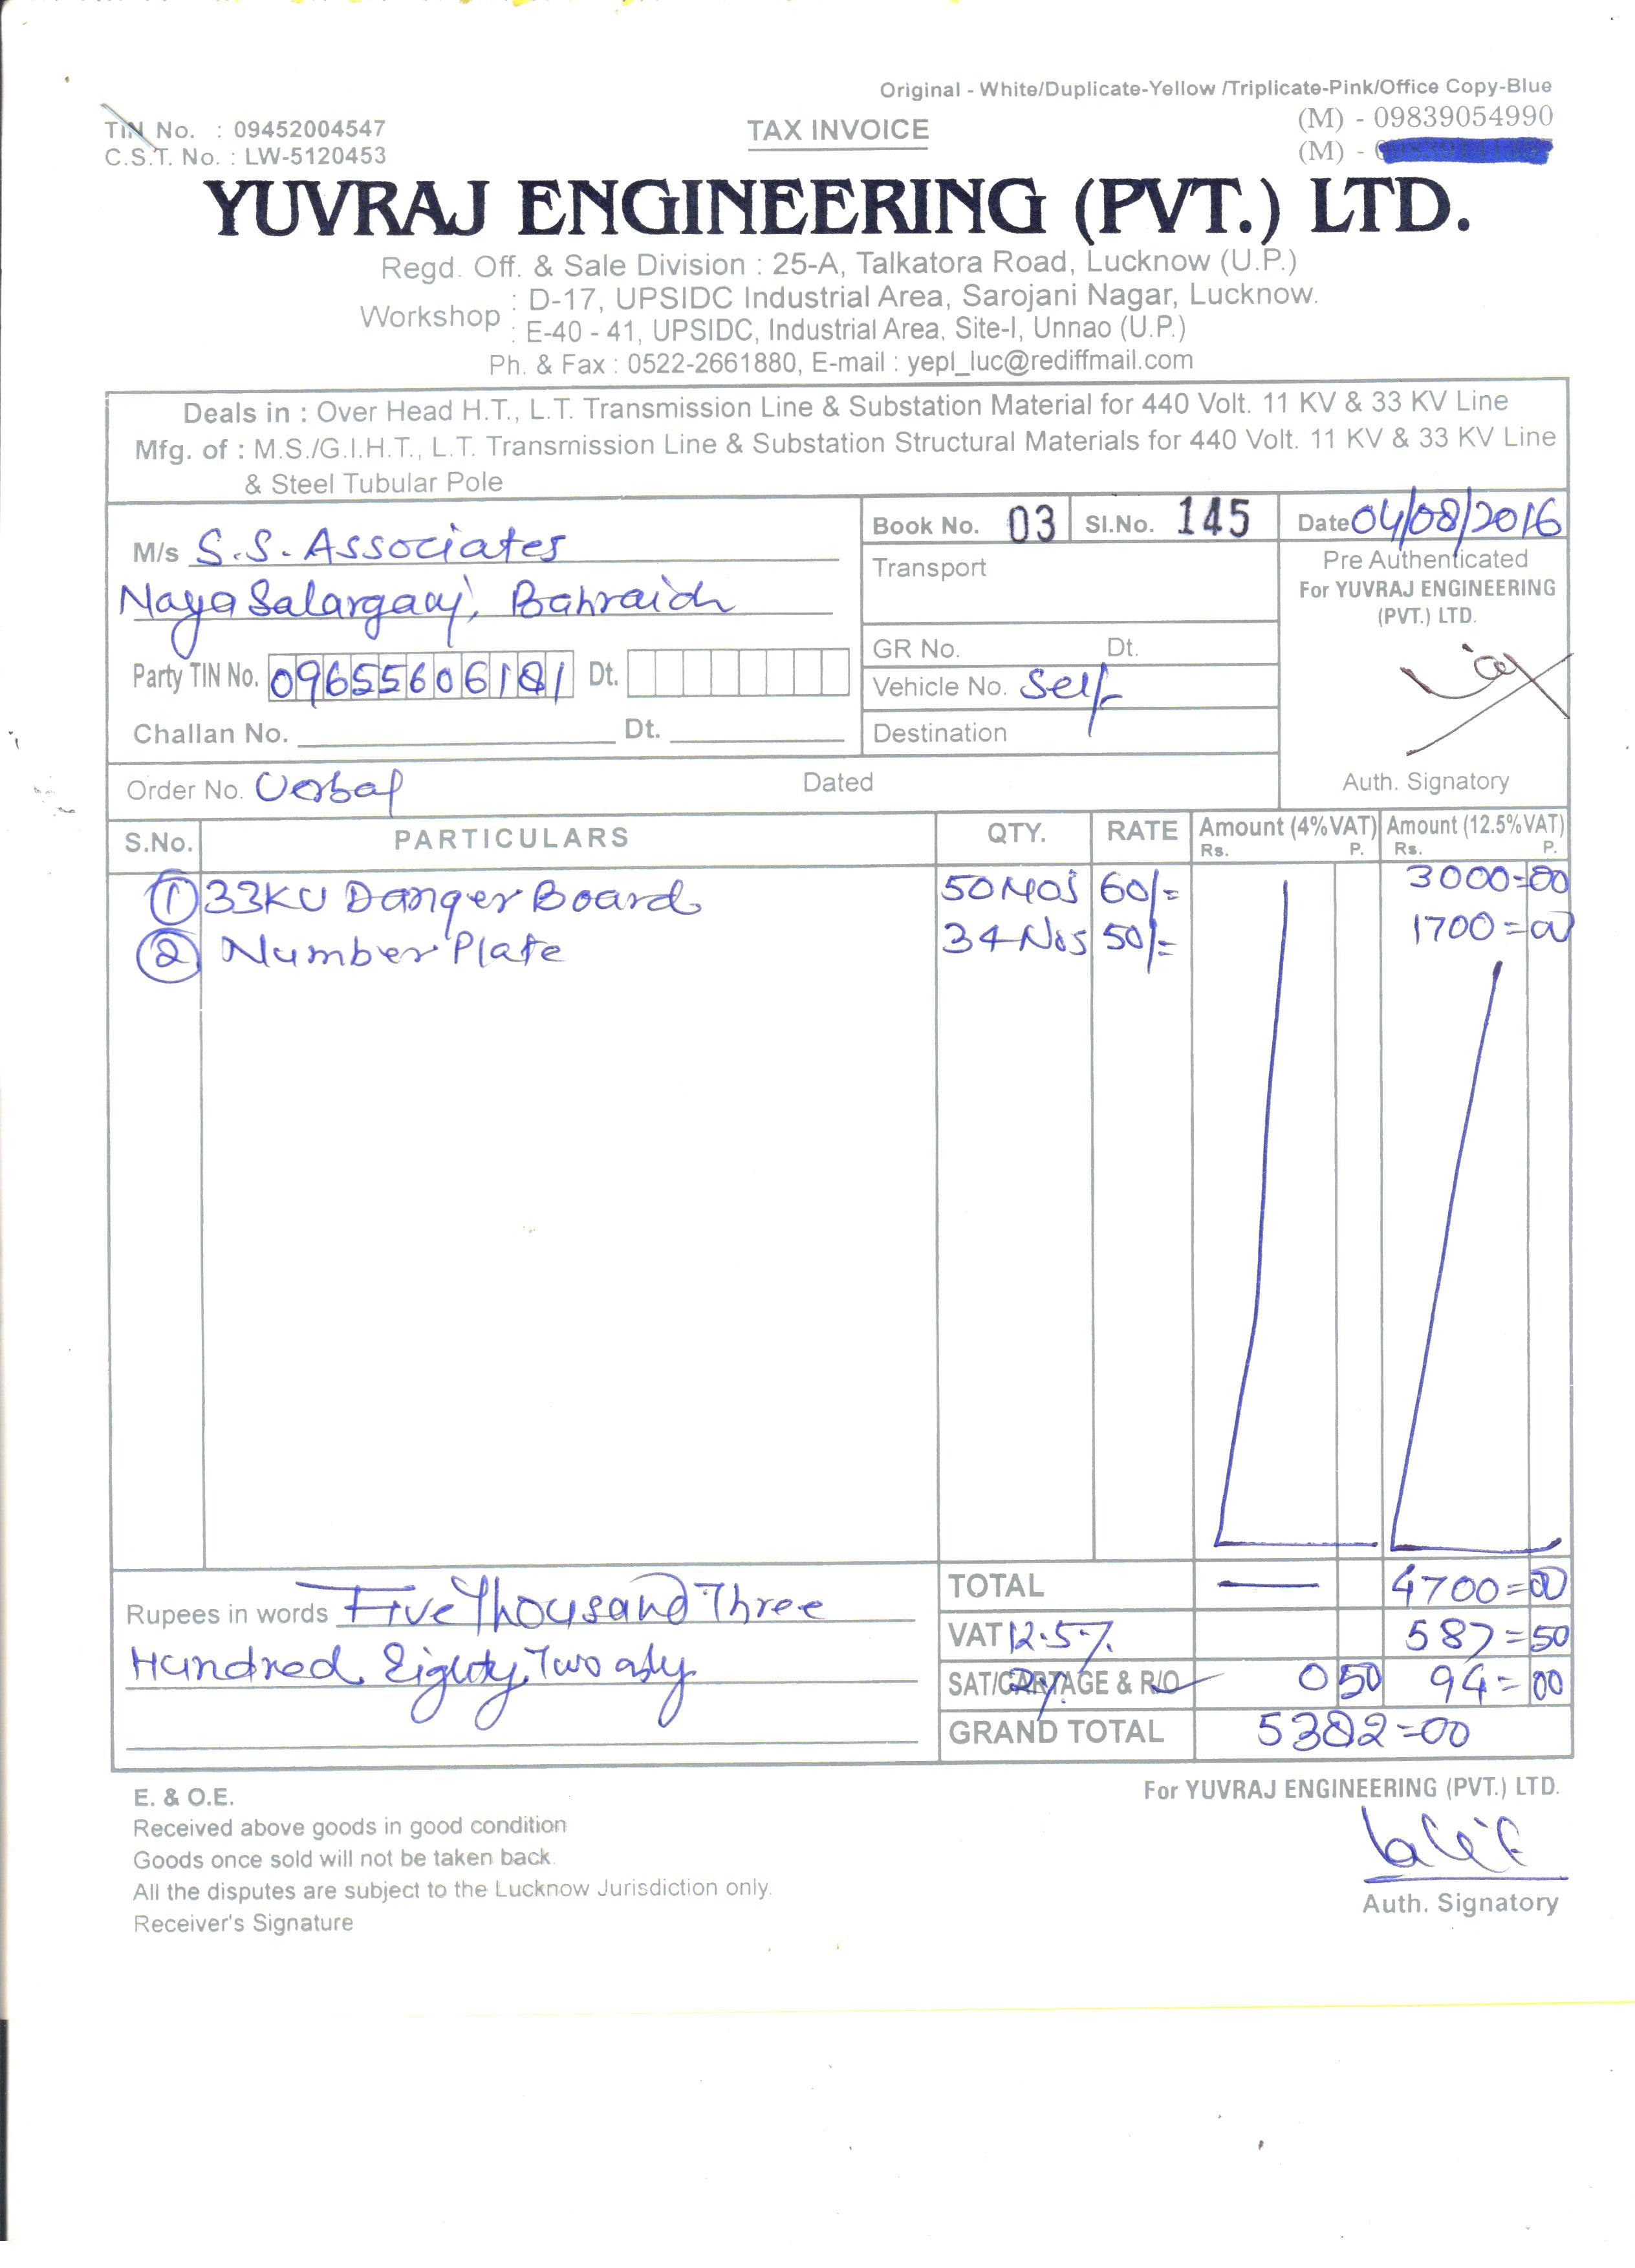 Original - White/Duplicate-Yellow /Triplicate-Pink/Office Copy-Blue
TIN No. : 09452004547 TAX INVOICE (M) - 09839054990
C.S.T. No. : LW-5120453 (M) -
YUVRAJ ENGINEERING (PVT.) LTD.
Regd. Off. & Sale Division : 25-A, Talkatora Road, Lucknow (U.P.)
Workshop : D-17, UPSIDC Industrial Area, Sarojani Nagar, Lucknow.
: E-40 - 41, UPSIDC, Industrial Area, Site-I, Unnao (U.P.)
Ph. & Fax : 0522-2661880, E-mail : yepl_luc@rediffmail.com
Deals in : Over Head H.T., L.T. Transmission Line & Substation Material for 440 Volt. 11 KV & 33 KV Line
Mfg. of : M.S./G.I.H.T., L.T. Transmission Line & Substation Structural Materials for 440 Volt. 11 KV & 33 KV Line
& Steel Tubular Pole
M/s S.S. Associates
Naya Salarganj, Bahraich
Party TIN No. 09655606181 Dt.
Challan No. Dt.
Book No. 03 Sl.No. 145 Date 04/08/2016
Transport
GR No. Dt.
Vehicle No. Self
Destination
Pre Authenticated
For YUVRAJ ENGINEERING
(PVT.) LTD.
Auth. Signatory
Order No. Verbal Dated
S.No. PARTICULARS QTY. RATE Amount (4%VAT) Amount (12.5%VAT)
Rs. P. Rs. P.
1 33KV Danger Board 50 Nos 60/= 3000=00
2 Number Plate 34 Nos 50/= 1700=00
TOTAL — 4700=00
Rupees in words Five Thousand Three
Hundred Eighty Two only
VAT 12.5% 587=50
SAT/CARTAGE & R/O 2% 0 50 94=00
GRAND TOTAL 5382=00
E. & O.E.
Received above goods in good condition
Goods once sold will not be taken back.
All the disputes are subject to the Lucknow Jurisdiction only.
Receiver's Signature
For YUVRAJ ENGINEERING (PVT.) LTD.
Auth. Signatory